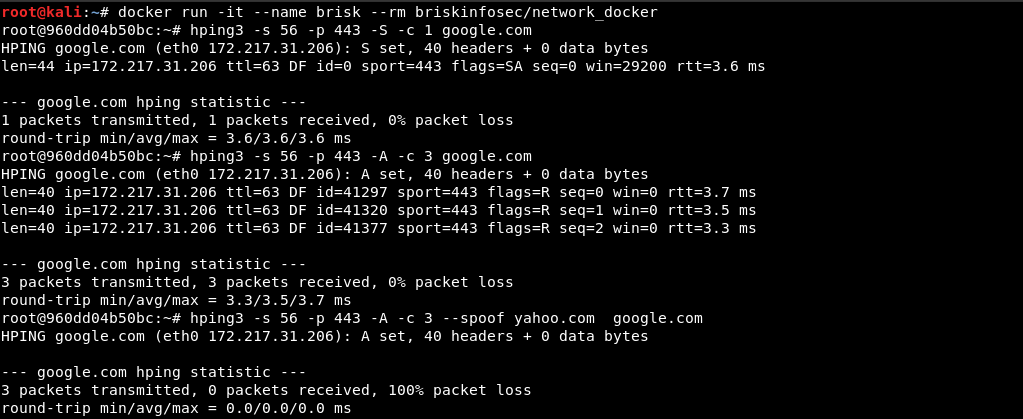 root@kali:~# docker run -it --name brisk --rm briskinfosec/network_docker
root@960dd04b50bc:~# hping3 -s 56 -p 443 -S -c 1 google.com
HPING google.com (eth0 172.217.31.206): S set, 40 headers + 0 data bytes
len=44 ip=172.217.31.206 ttl=63 DF id=0 sport=443 flags=SA seq=0 win=29200 rtt=3.6 ms

--- google.com hping statistic ---
1 packets transmitted, 1 packets received, 0% packet loss
round-trip min/avg/max = 3.6/3.6/3.6 ms
root@960dd04b50bc:~# hping3 -s 56 -p 443 -A -c 3 google.com
HPING google.com (eth0 172.217.31.206): A set, 40 headers + 0 data bytes
len=40 ip=172.217.31.206 ttl=63 DF id=41297 sport=443 flags=R seq=0 win=0 rtt=3.7 ms
len=40 ip=172.217.31.206 ttl=63 DF id=41320 sport=443 flags=R seq=1 win=0 rtt=3.5 ms
len=40 ip=172.217.31.206 ttl=63 DF id=41377 sport=443 flags=R seq=2 win=0 rtt=3.3 ms

--- google.com hping statistic ---
3 packets transmitted, 3 packets received, 0% packet loss
round-trip min/avg/max = 3.3/3.5/3.7 ms
root@960dd04b50bc:~# hping3 -s 56 -p 443 -A -c 3 --spoof yahoo.com  google.com
HPING google.com (eth0 172.217.31.206): A set, 40 headers + 0 data bytes

--- google.com hping statistic ---
3 packets transmitted, 0 packets received, 100% packet loss
round-trip min/avg/max = 0.0/0.0/0.0 ms